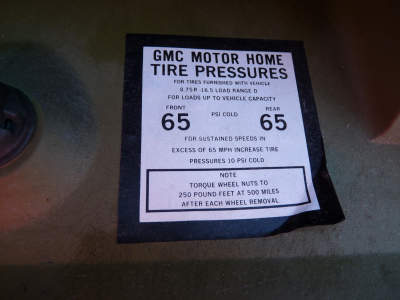 GMC MOTOR HOME
TIRE PRESSURES
FOR TIRES FURNISHED WITH VEHICLE
8.75R-16.5 LOAD RANGE D
FOR LOADS UP TO VEHICLE CAPACITY
FRONT REAR
65 PSI COLD 65
FOR SUSTAINED SPEEDS IN
EXCESS OF 65 MPH INCREASE TIRE
PRESSURES 10 PSI COLD
NOTE
TORQUE WHEEL NUTS TO
250 POUND-FEET AT 500 MILES
AFTER EACH WHEEL REMOVAL